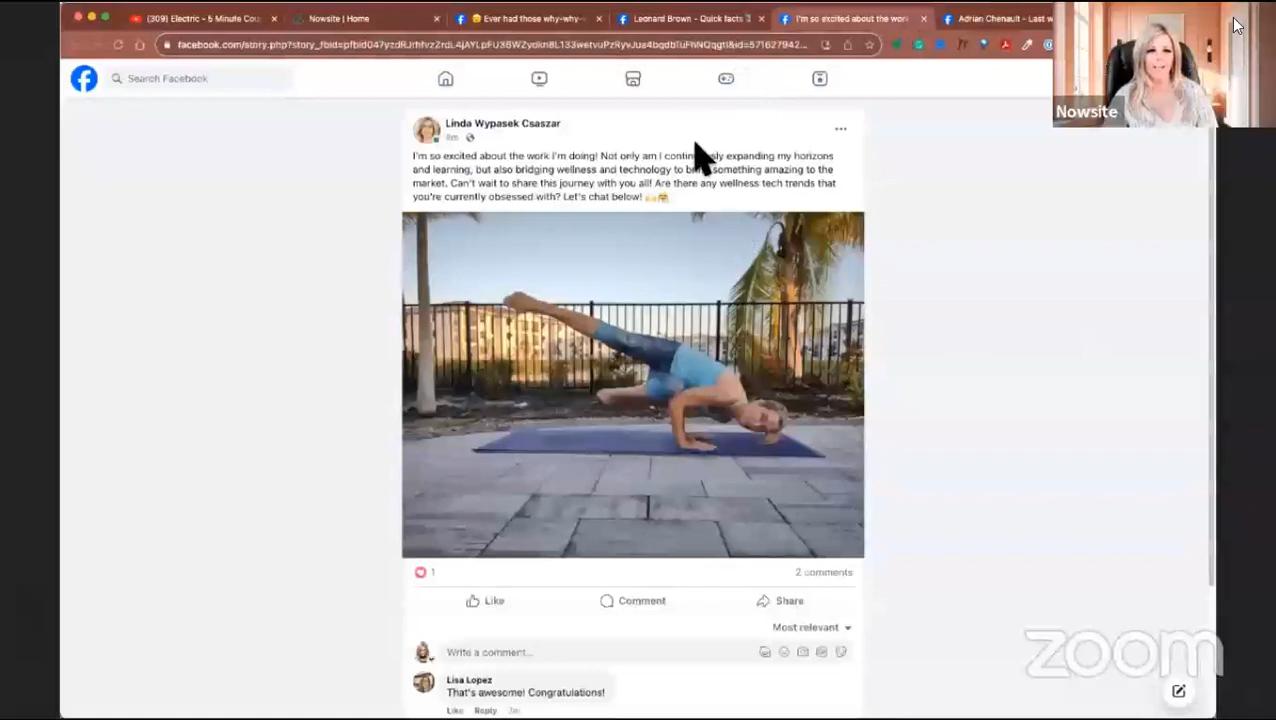 (309) Electric - 5 Minute Cou
Nowsite | Home
Ever had those why-why-
Leonard Brown - Quick facts
I'm so excited about the work
Adrian Chenault - Last w
Search Facebook
Nowsite
Linda Wypasek Csaszar
8m
I'm so excited about the work I'm doing! Not only am I expanding my horizons
and learning, but also bridging wellness and technology to something amazing to the
market. Can't wait to share this journey with you all! Are there any wellness tech trends that
you're currently obsessed with? Let's chat below!
1
2 comments
Like
Comment
Share
Most relevant
Write a comment...
Lisa Lopez
That's awesome! Congratulations!
Like Reply 7m
zoom